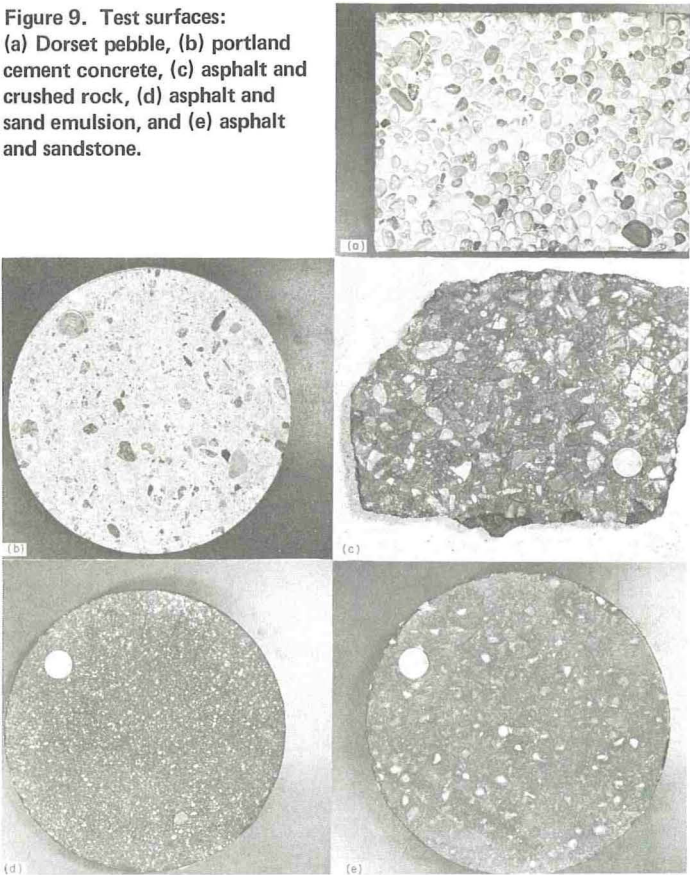 Figure 9. Test surfaces:
(a) Dorset pebble, (b) portland
cement concrete, (c) asphalt and
crushed rock, (d) asphalt and
sand emulsion, and (e) asphalt
and sandstone.
(a)
(b)
(c)
(d)
(e)